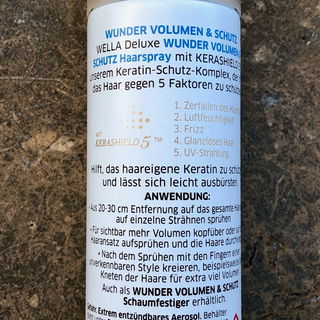 WUNDER VOLUMEN & SCHUTZ
WELLA Deluxe WUNDER VOLUMEN
SCHUTZ Haarspray mit KERASHIELD
unserem Keratin-Schutz-Komplex, der
das Haar gegen 5 Faktoren zu
1. Zerfallen des
2. Luftfeuchtigkeit
3. Frizz
4. Glanzloses Haar
5. UV-Strahlung
MIT
KERASHIELD 5™
Hilft, das haareigene Keratin zu
und lässt sich leicht ausbürsten.
ANWENDUNG:
• Aus 20-30 cm Entfernung auf das gesamte
auf einzelne Strähnen sprühen
• Für sichtbar mehr Volumen kopfüber oder
Haaransatz aufsprühen und die Haare
• Nach dem Sprühen mit den Fingern einen
unverkennbaren Style kreieren, beispielsweise
Kneten der Haare für extra viel Volumen
Auch als WUNDER VOLUMEN & SCHUTZ
Schaumfestiger erhältlich.
Extrem entzündbares Aerosol. Behälter